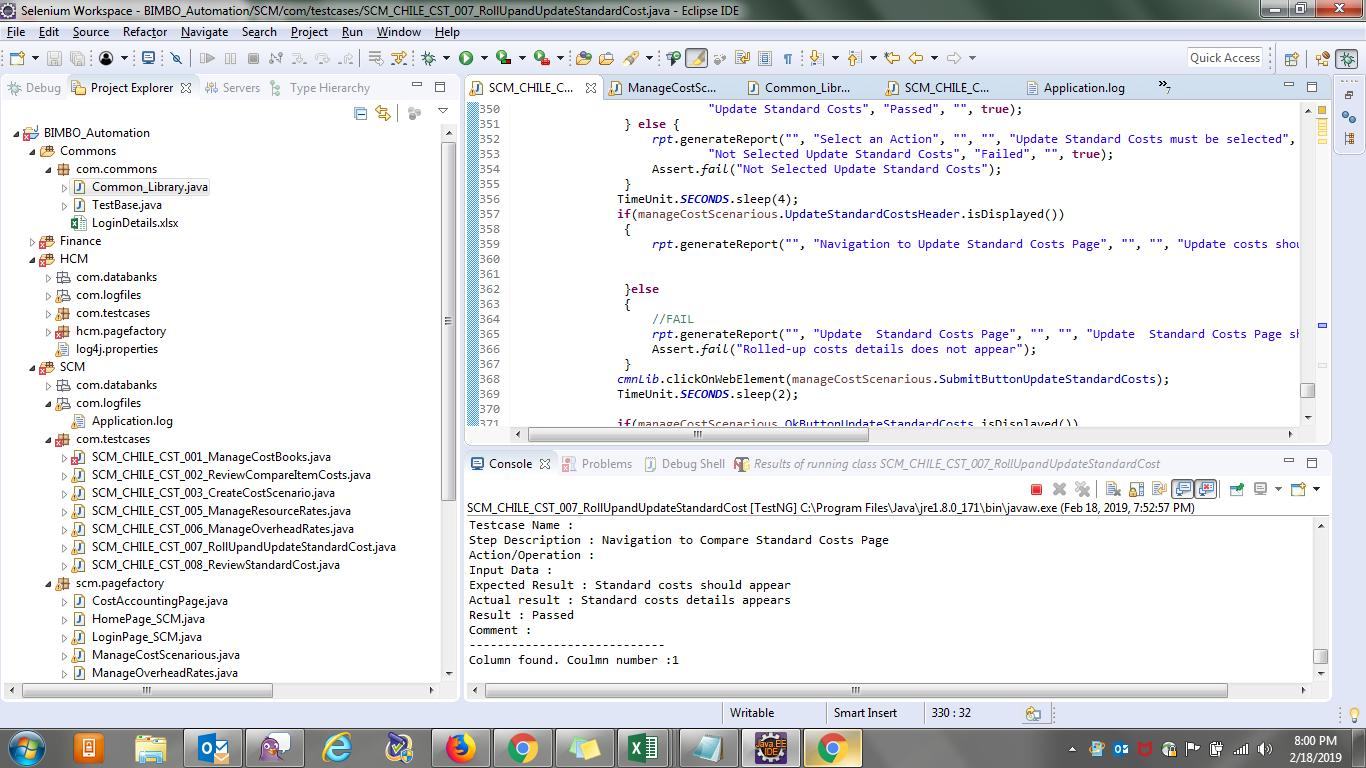 Selenium Workspace - BIMBO_Automation/SCM/com/testcases/SCM_CHILE_CST_007_RollUpandUpdateStandardCost.java - Eclipse IDE
File Edit Source Refactor Navigate Search Project Run Window Help
Quick Access
Debug Project Explorer Servers Type Hierarchy
BIMBO_Automation
Commons
com.commons
Common_Library.java
TestBase.java
LoginDetails.xlsx
Finance
HCM
com.databanks
com.logfiles
com.testcases
hcm.pagefactory
log4j.properties
SCM
com.databanks
com.logfiles
Application.log
com.testcases
SCM_CHILE_CST_001_ManageCostBooks.java
SCM_CHILE_CST_002_ReviewCompareItemCosts.java
SCM_CHILE_CST_003_CreateCostScenario.java
SCM_CHILE_CST_005_ManageResourceRates.java
SCM_CHILE_CST_006_ManageOverheadRates.java
SCM_CHILE_CST_007_RollUpandUpdateStandardCost.java
SCM_CHILE_CST_008_ReviewStandardCost.java
scm.pagefactory
CostAccountingPage.java
HomePage_SCM.java
LoginPage_SCM.java
ManageCostScenarious.java
ManageOverheadRates.java
SCM_CHILE_C... ManageCostSc... Common_Libr... SCM_CHILE_C... Application.log »7
350 "Update Standard Costs", "Passed", "", true);
351 } else {
352 rpt.generateReport("", "Select an Action", "", "", "Update Standard Costs must be selected",
353 "Not Selected Update Standard Costs", "Failed", "", true);
354 Assert.fail("Not Selected Update Standard Costs");
355 }
356 TimeUnit.SECONDS.sleep(4);
357 if(manageCostScenarious.UpdateStandardCostsHeader.isDisplayed())
358 {
359 rpt.generateReport("", "Navigation to Update Standard Costs Page", "", "", "Update costs shou
360
361
362 }else
363 {
364 //FAIL
365 rpt.generateReport("", "Update  Standard Costs Page", "", "", "Update  Standard Costs Page sh
366 Assert.fail("Rolled-up costs details does not appear");
367 }
368 cmnLib.clickOnWebElement(manageCostScenarious.SubmitButtonUpdateStandardCosts);
369 TimeUnit.SECONDS.sleep(2);
370
371 if(manageCostScenarious.OkButtonUpdateStandardCosts.isDisplayed())
Console Problems Debug Shell Results of running class SCM_CHILE_CST_007_RollUpandUpdateStandardCost
SCM_CHILE_CST_007_RollUpandUpdateStandardCost [TestNG] C:\Program Files\Java\jre1.8.0_171\bin\javaw.exe (Feb 18, 2019, 7:52:57 PM)
Testcase Name :
Step Description : Navigation to Compare Standard Costs Page
Action/Operation :
Input Data :
Expected Result : Standard costs should appear
Actual result : Standard costs details appears
Result : Passed
Comment :
----------------------------
Column found. Coulmn number :1
Writable Smart Insert 330 : 32
Java EE IDE
8:00 PM
2/18/2019